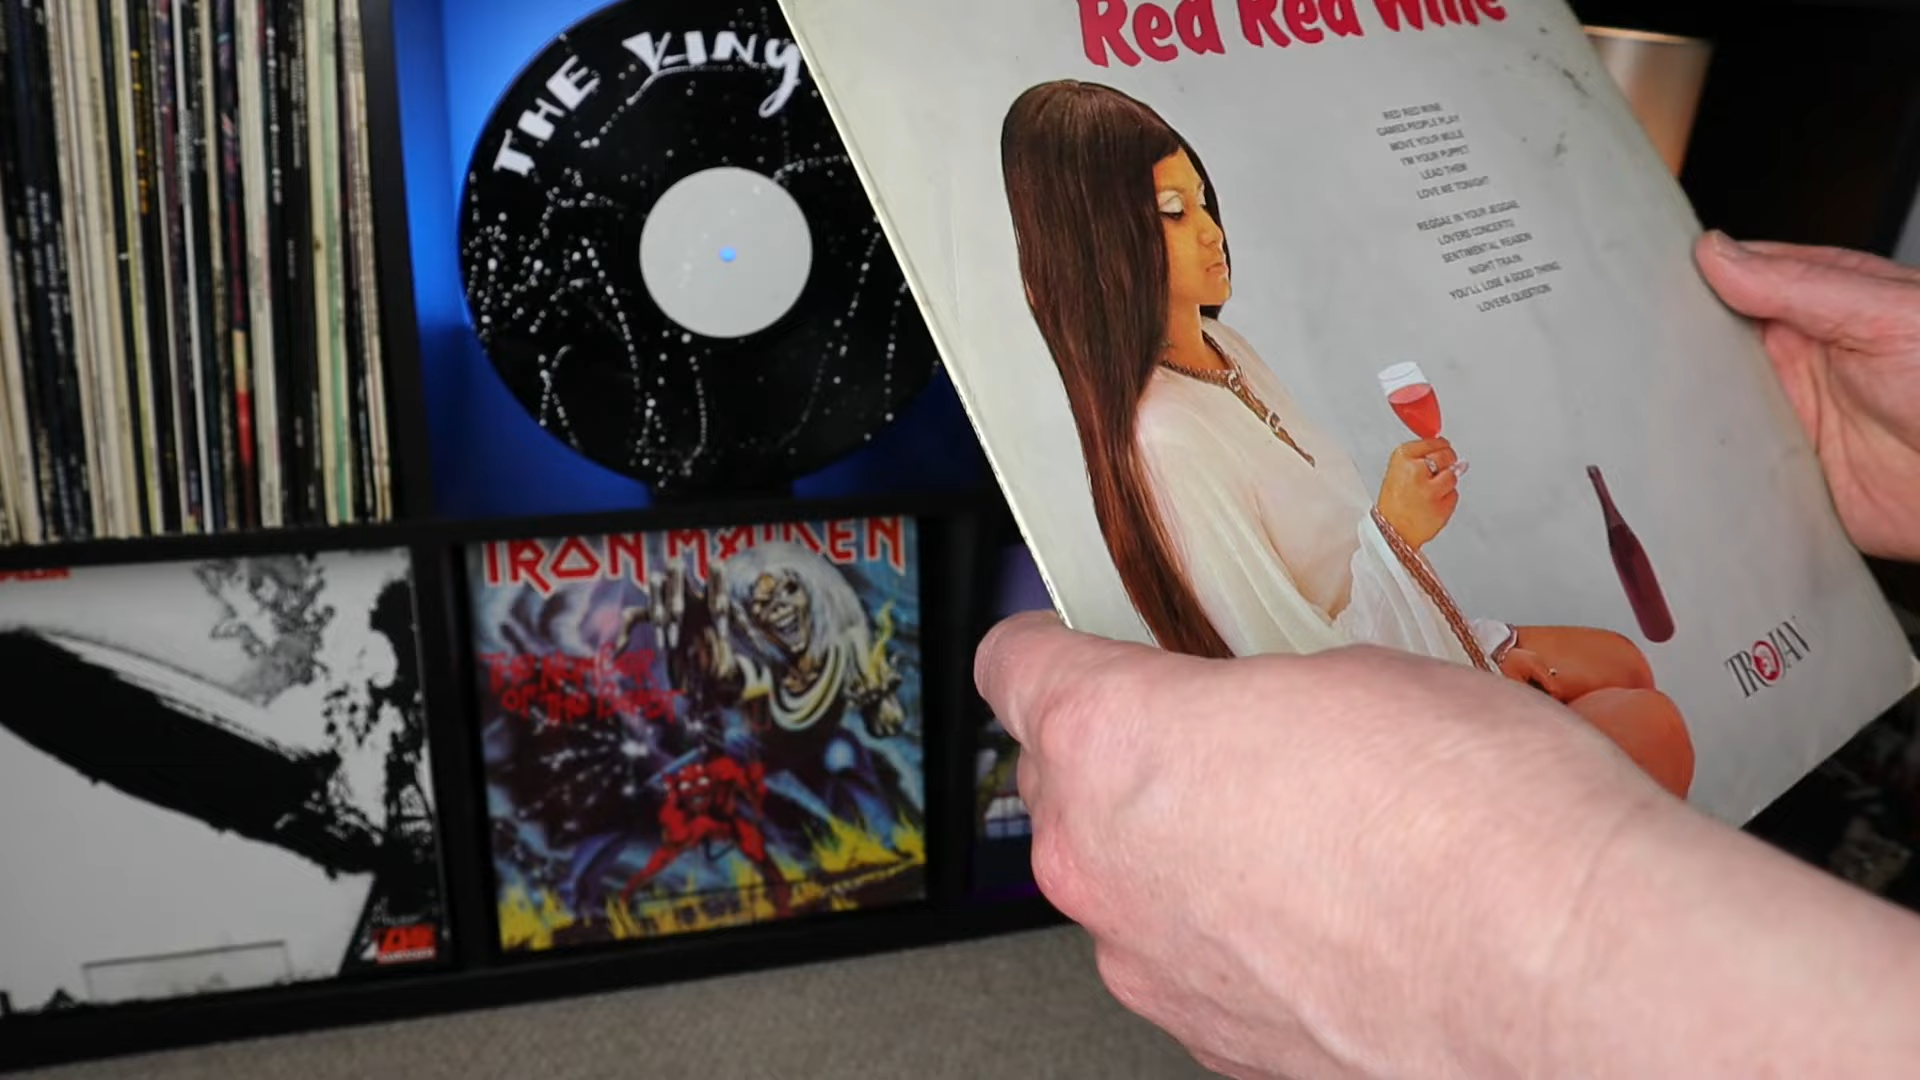 THE KING
Red Red Wine
RED RED WINE
GAMES PEOPLE PLAY
MOVE YOUR MULE
I'M YOUR PUPPET
LEAD THEM
LOVE ME TONIGHT
REGGAE IN YOUR JEGGAE
LOVERS CONCERTO
SENTIMENTAL REASON
NIGHT TRAIN
YOU'LL LOSE A GOOD THING
LOVERS QUESTION
TROJAN
IRON MAIDEN
THE NUMBER
OF THE BEAST